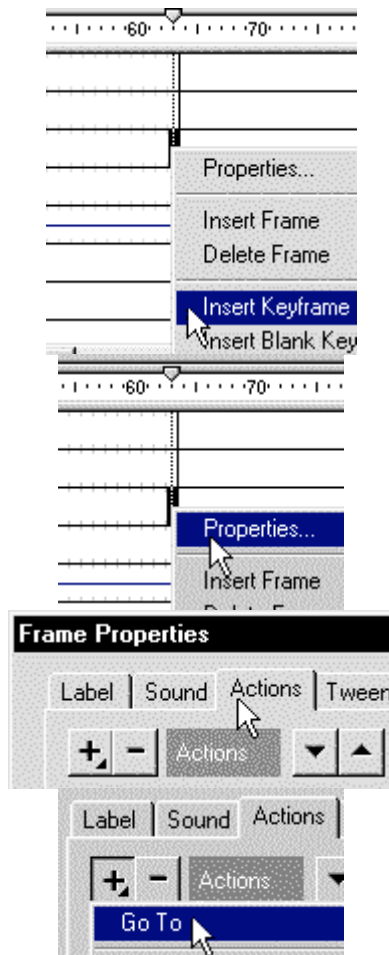 60 70
Properties...
Insert Frame
Delete Frame
Insert Keyframe
Insert Blank Key
60 70
Properties...
Insert Frame
Frame Properties
Label Sound Actions Tween
+ - Actions
Label Sound Actions
+ - Actions
Go To